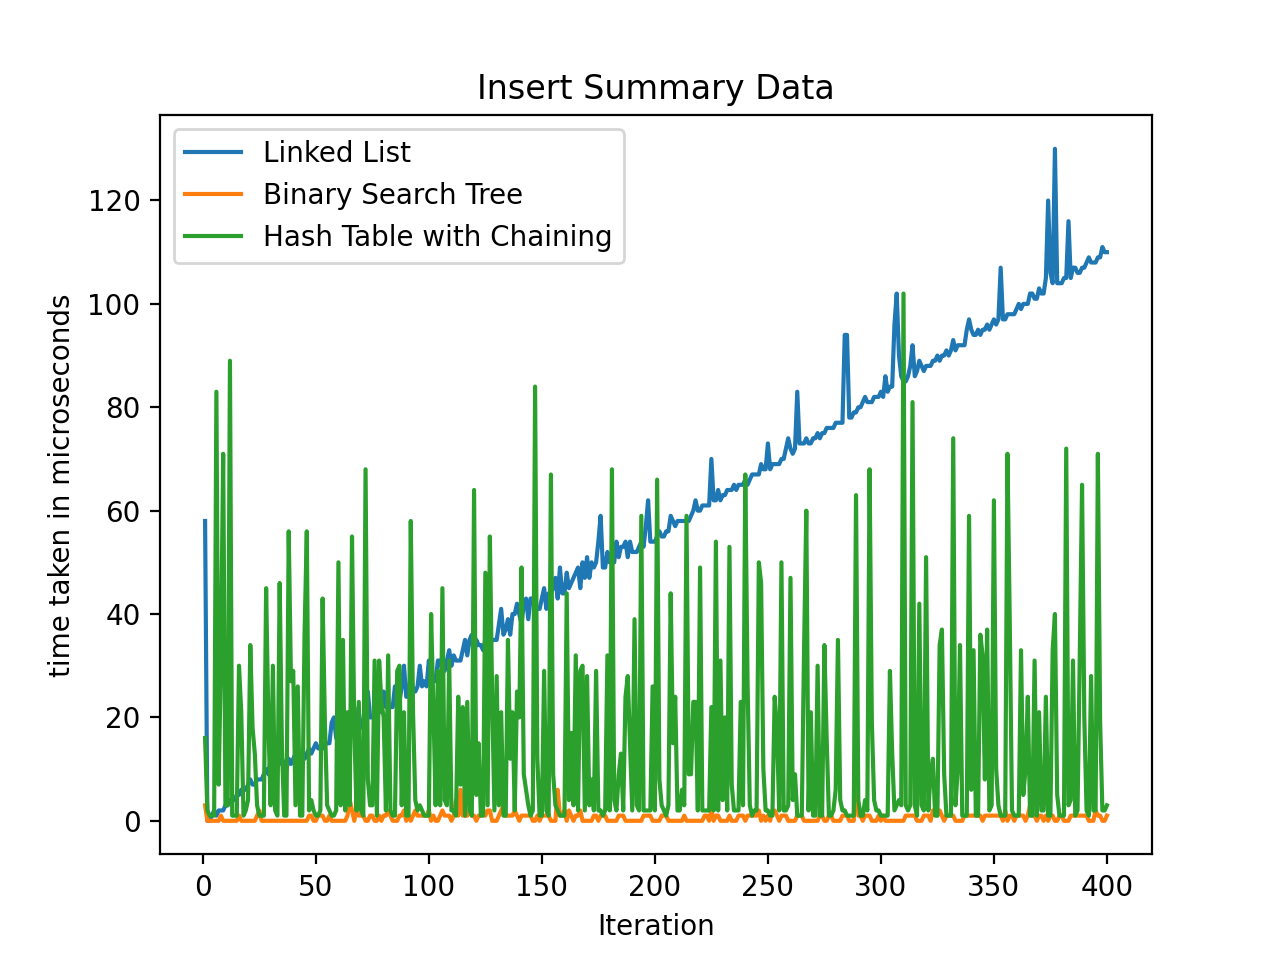 Insert Summary Data
Linked List
Binary Search Tree
Hash Table with Chaining
time taken in microseconds
120
100
80
60
40
20
0
0 50 100 150 200 250 300 350 400
Iteration